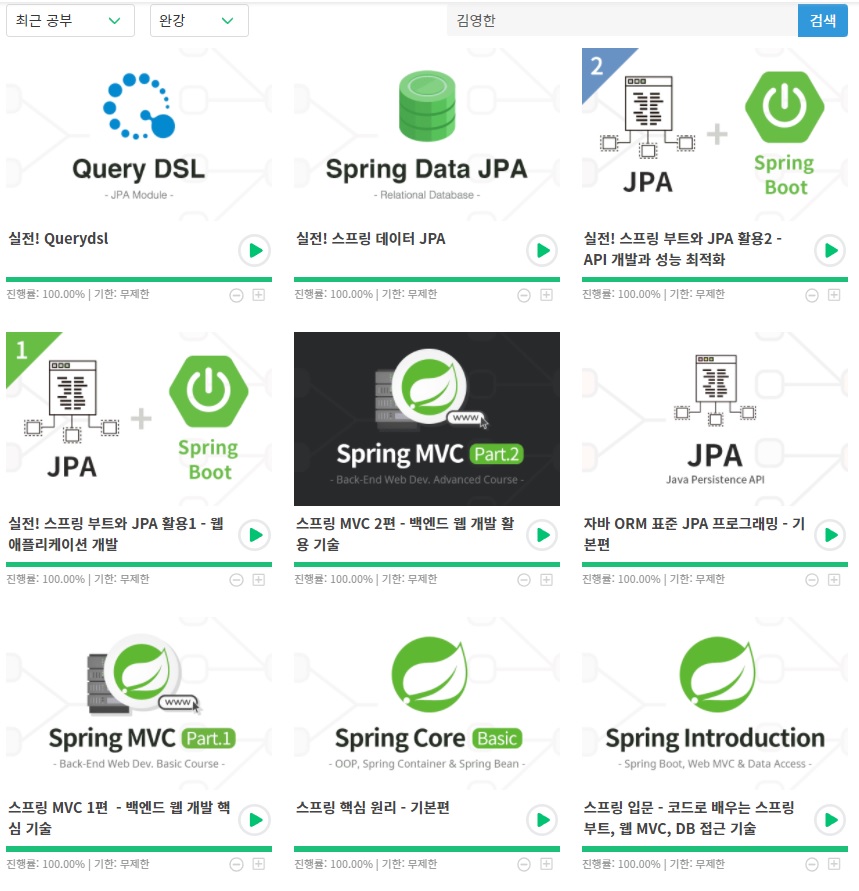 최근 공부
완강
김영한
검색
Query DSL
- JPA Module -
실전! Querydsl
진행률: 100.00% | 기한: 무제한
Spring Data JPA
- Relational Database -
실전! 스프링 데이터 JPA
진행률: 100.00% | 기한: 무제한
2
JPA
+
Spring
Boot
실전! 스프링 부트와 JPA 활용2 -
API 개발과 성능 최적화
진행률: 100.00% | 기한: 무제한
1
JPA
+
Spring
Boot
실전! 스프링 부트와 JPA 활용1 - 웹
애플리케이션 개발
진행률: 100.00% | 기한: 무제한
www
Spring MVC Part.2
- Back-End Web Dev. Advanced Course -
스프링 MVC 2편 - 백엔드 웹 개발 활
용 기술
진행률: 100.00% | 기한: 무제한
JPA
Java Persistence API
자바 ORM 표준 JPA 프로그래밍 - 기
본편
진행률: 100.00% | 기한: 무제한
www
Spring MVC Part.1
- Back-End Web Dev. Basic Course -
스프링 MVC 1편 - 백엔드 웹 개발 핵
심 기술
진행률: 100.00% | 기한: 무제한
Spring Core Basic
- OOP, Spring Container & Spring Bean -
스프링 핵심 원리 - 기본편
진행률: 100.00% | 기한: 무제한
Spring Introduction
- Spring Boot, Web MVC & Data Access -
스프링 입문 - 코드로 배우는 스프링
부트, 웹 MVC, DB 접근 기술
진행률: 100.00% | 기한: 무제한